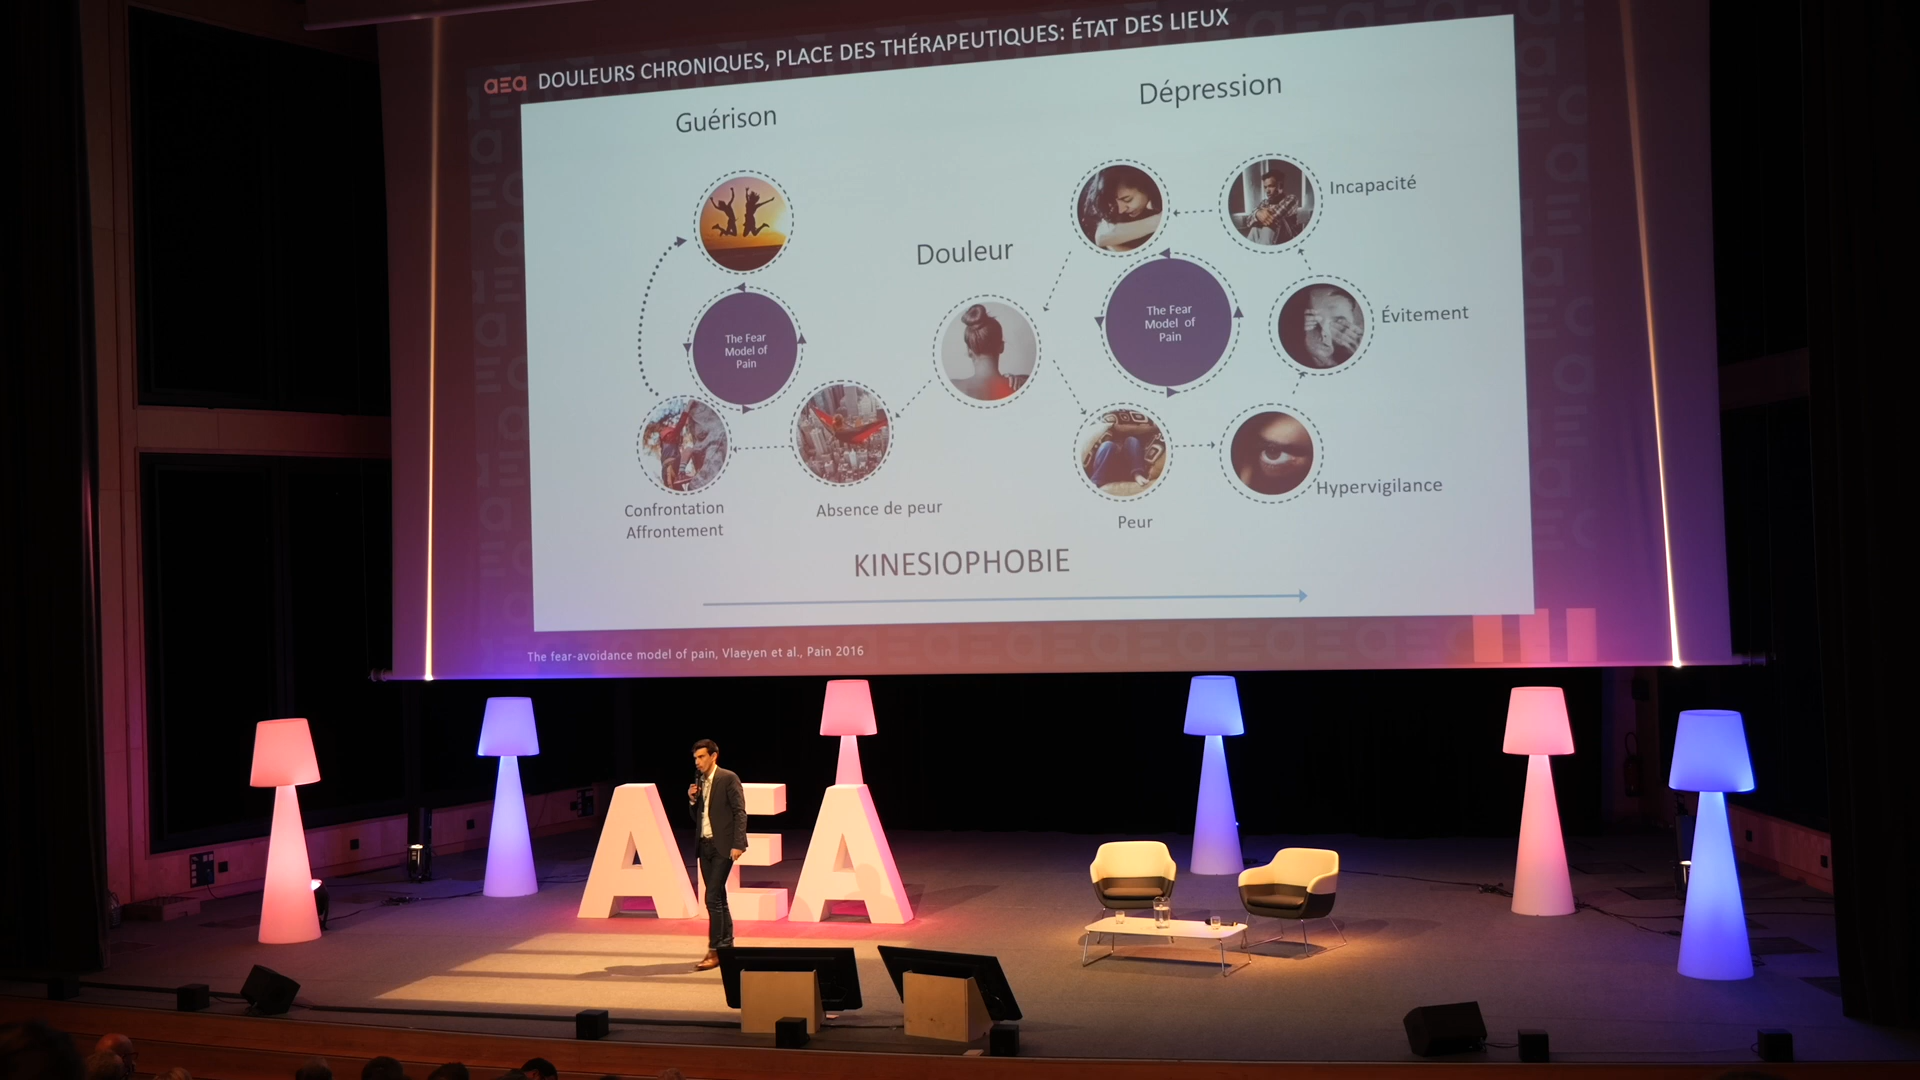 aea DOULEURS CHRONIQUES, PLACE DES THÉRAPEUTIQUES: ÉTAT DES LIEUX
Guérison
Dépression
Incapacité
Douleur
The Fear
Model of
Pain
The Fear
Model of
Pain
Évitement
Hypervigilance
Confrontation
Affrontement
Absence de peur
Peur
KINESIOPHOBIE
The fear-avoidance model of pain, Vlaeyen et al., Pain 2016
AEA